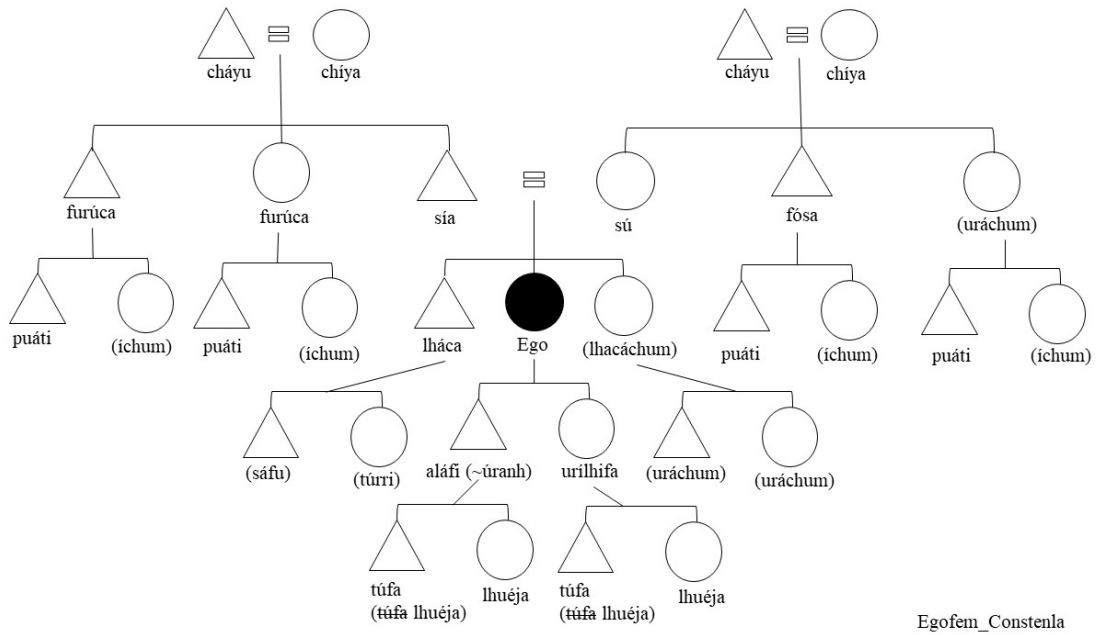 cháyu chíya cháyu chíya
furúca furúca sía sú fósa (uráchum)
puáti (íchum) puáti (íchum) lháca Ego (lhacáchum) puáti (íchum) puáti (íchum)
(sáfu) (túrri) aláfi (~úranh) urílhifa (uráchum) (uráchum)
túfa lhuéja túfa lhuéja
(túfa lhuéja) (túfa lhuéja)
Egofem_Constenla